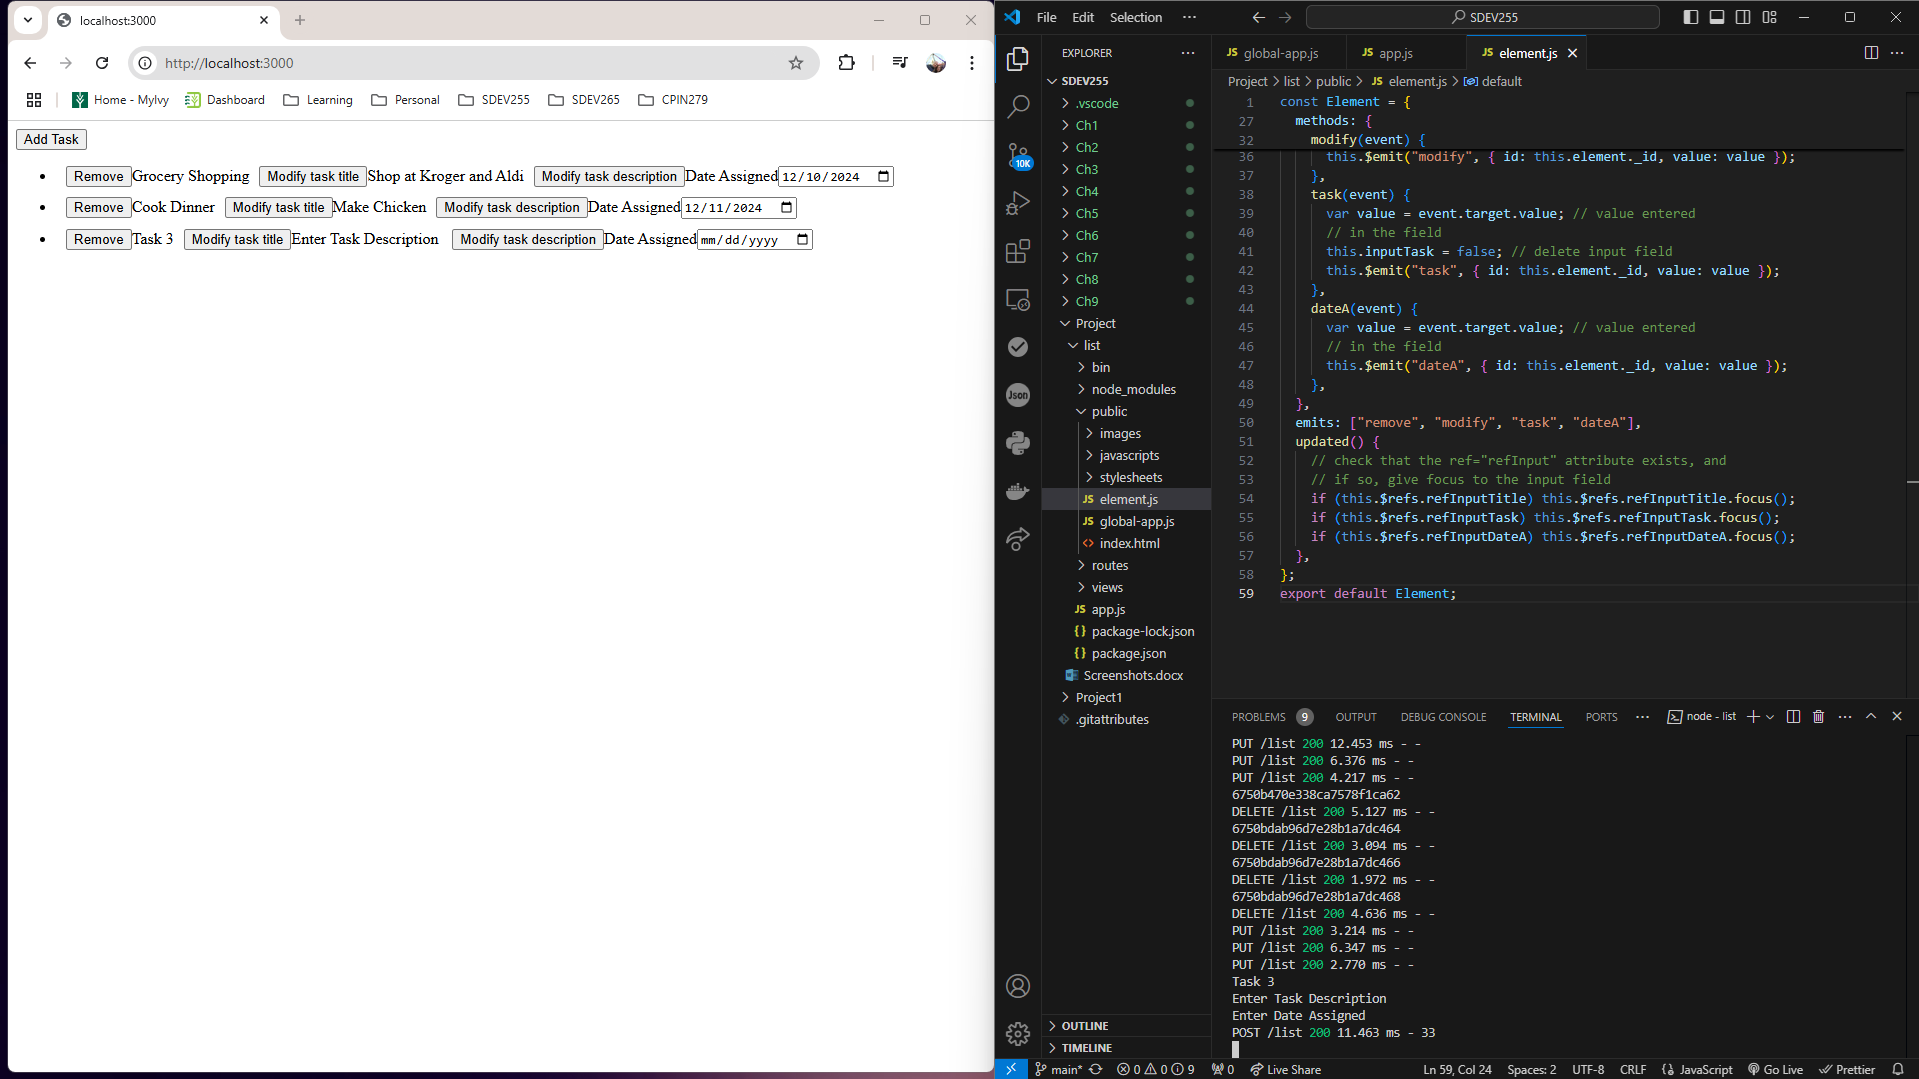 localhost:3000
http://localhost:3000
Home - MyIvy Dashboard Learning Personal SDEV255 SDEV265 CPIN279
Add Task
Remove Grocery Shopping Modify task title Shop at Kroger and Aldi Modify task description Date Assigned 12/10/2024
Remove Cook Dinner Modify task title Make Chicken Modify task description Date Assigned 12/11/2024
Remove Task 3 Modify task title Enter Task Description Modify task description Date Assigned mm/dd/yyyy
File Edit Selection ··· SDEV255
EXPLORER ···
SDEV255
.vscode
Ch1
Ch2
Ch3
Ch4
Ch5
Ch6
Ch7
Ch8
Ch9
Project
list
bin
node_modules
public
images
javascripts
stylesheets
JS element.js
JS global-app.js
<> index.html
routes
views
JS app.js
{} package-lock.json
{} package.json
Screenshots.docx
Project1
.gitattributes
OUTLINE
TIMELINE
10K
Json
JS global-app.js JS app.js JS element.js
Project > list > public > JS element.js > default
1 const Element = {
27 methods: {
32 modify(event) {
36 this.$emit("modify", { id: this.element._id, value: value });
37 },
38 task(event) {
39 var value = event.target.value; // value entered
40 // in the field
41 this.inputTask = false; // delete input field
42 this.$emit("task", { id: this.element._id, value: value });
43 },
44 dateA(event) {
45 var value = event.target.value; // value entered
46 // in the field
47 this.$emit("dateA", { id: this.element._id, value: value });
48 },
49 },
50 emits: ["remove", "modify", "task", "dateA"],
51 updated() {
52 // check that the ref="refInput" attribute exists, and
53 // if so, give focus to the input field
54 if (this.$refs.refInputTitle) this.$refs.refInputTitle.focus();
55 if (this.$refs.refInputTask) this.$refs.refInputTask.focus();
56 if (this.$refs.refInputDateA) this.$refs.refInputDateA.focus();
57 },
58 };
59 export default Element;
PROBLEMS 9 OUTPUT DEBUG CONSOLE TERMINAL PORTS ··· node - list
PUT /list 200 12.453 ms - -
PUT /list 200 6.376 ms - -
PUT /list 200 4.217 ms - -
6750b470e338ca7578f1ca62
DELETE /list 200 5.127 ms - -
6750bdab96d7e28b1a7dc464
DELETE /list 200 3.094 ms - -
6750bdab96d7e28b1a7dc466
DELETE /list 200 1.972 ms - -
6750bdab96d7e28b1a7dc468
DELETE /list 200 4.636 ms - -
PUT /list 200 3.214 ms - -
PUT /list 200 6.347 ms - -
PUT /list 200 2.770 ms - -
Task 3
Enter Task Description
Enter Date Assigned
POST /list 200 11.463 ms - 33
main* 0 0 9 0 Live Share Ln 59, Col 24 Spaces: 2 UTF-8 CRLF {} JavaScript Go Live Prettier